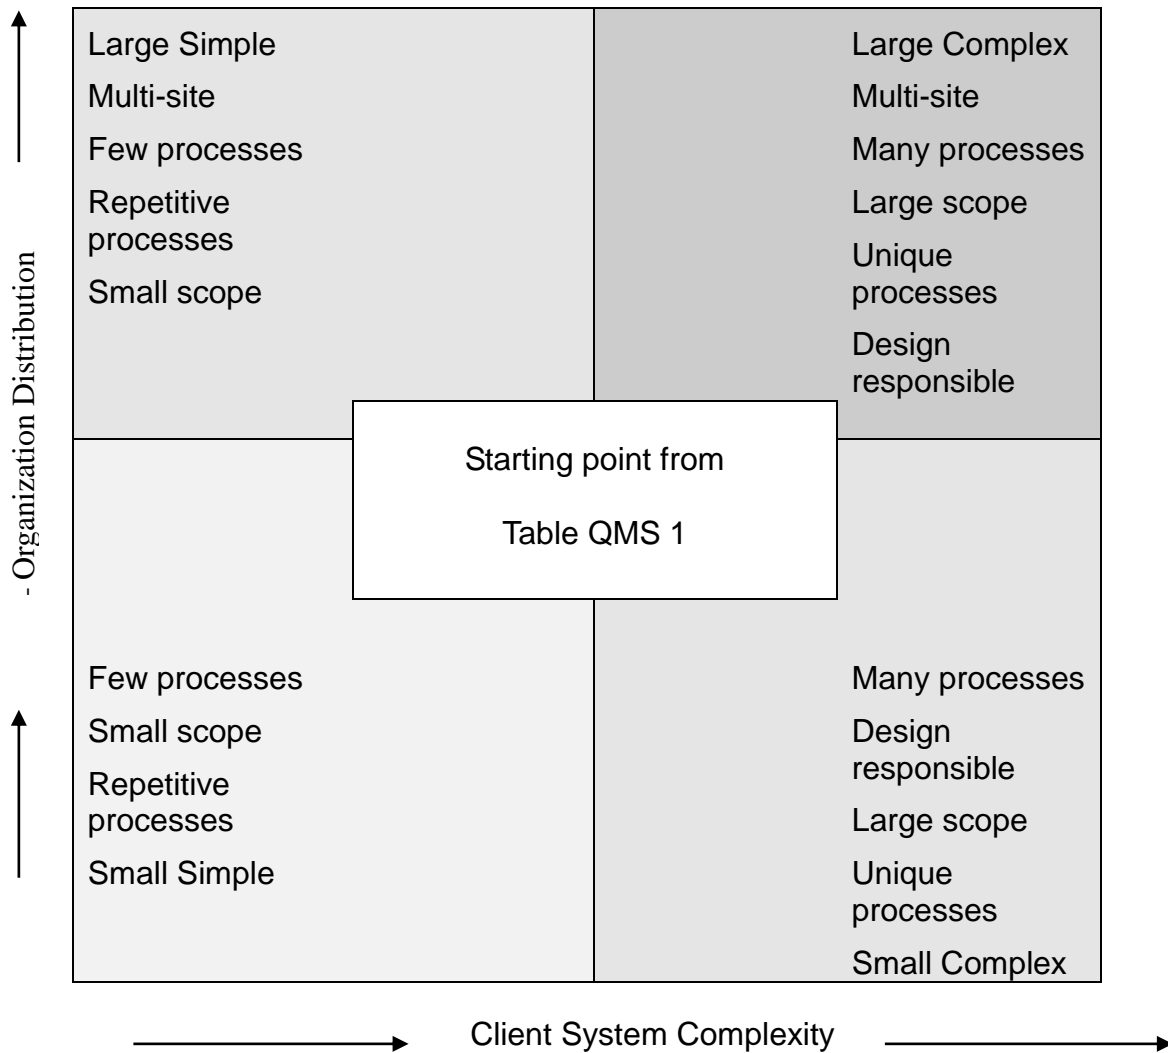 Large Simple
Multi-site
Few processes
Repetitive
processes
Small scope
Large Complex
Multi-site
Many processes
Large scope
Unique
processes
Design
responsible
- Organization Distribution
Starting point from
Table QMS 1
Few processes
Small scope
Repetitive
processes
Small Simple
Many processes
Design
responsible
Large scope
Unique
processes
Small Complex
Client System Complexity